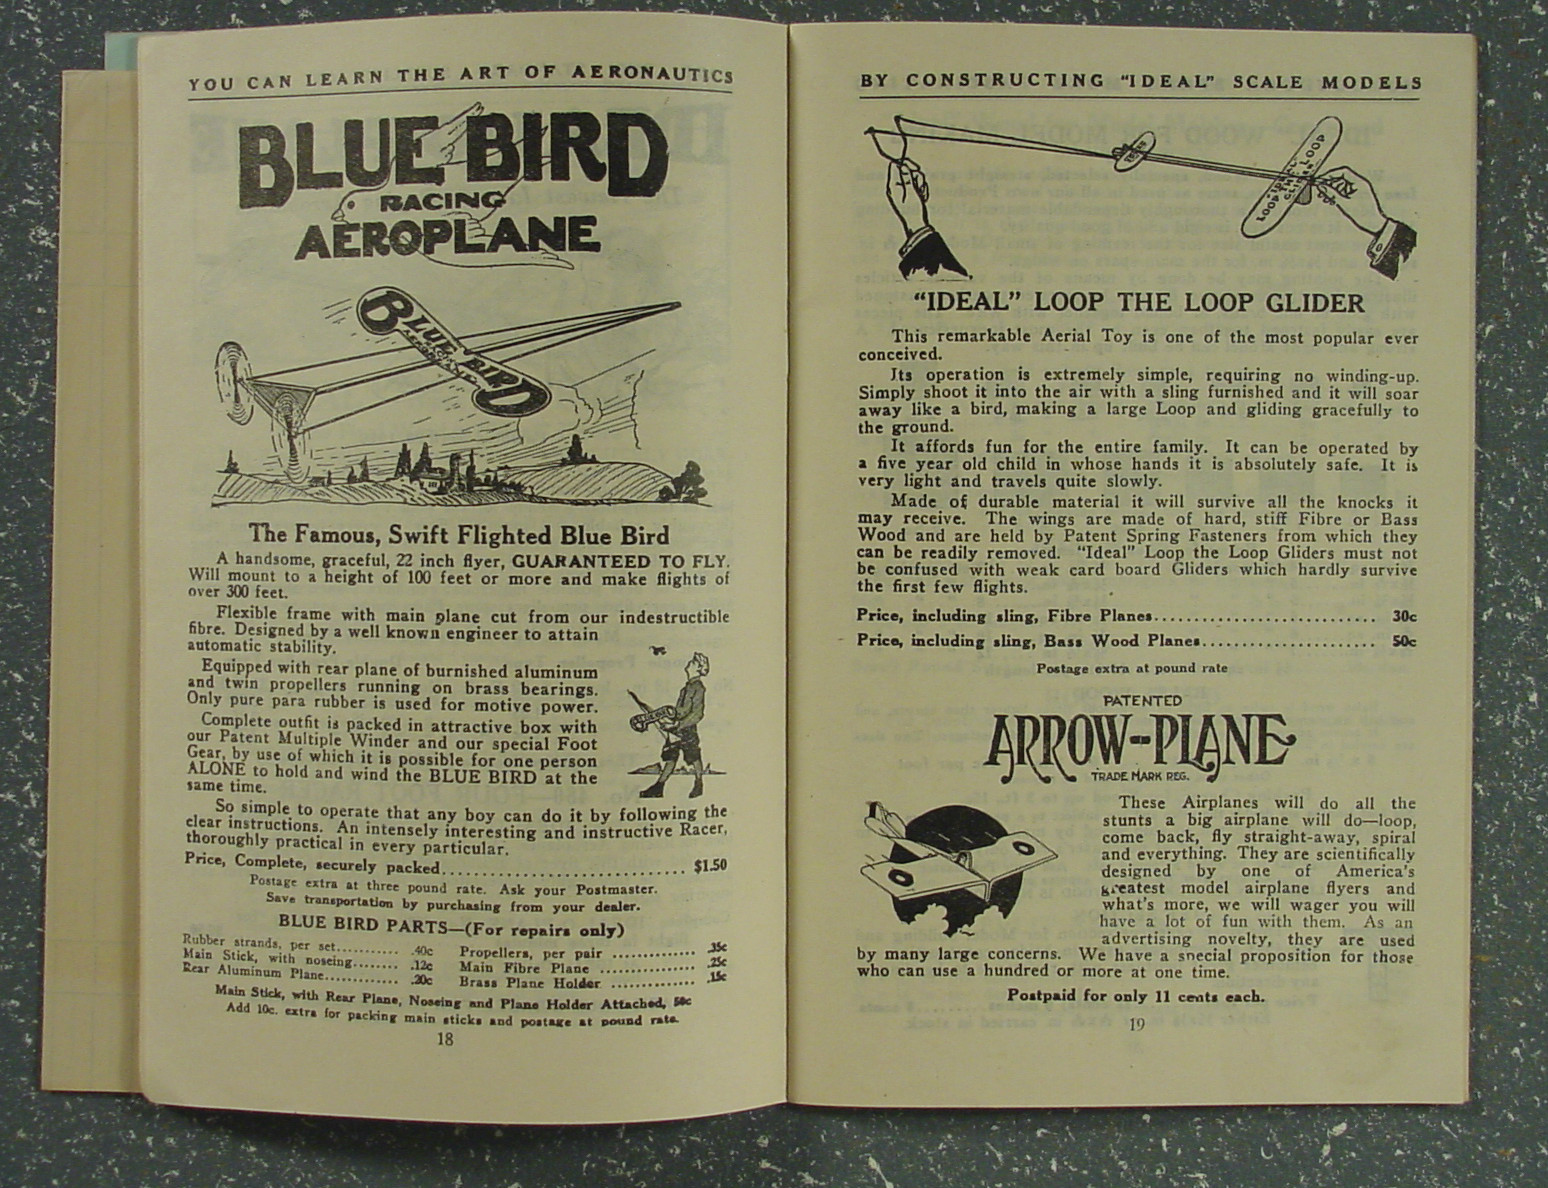 YOU CAN LEARN THE ART OF AERONAUTICS
BLUE BIRD
RACING
AEROPLANE
BLUE BIRD
The Famous, Swift Flighted Blue Bird
A handsome, graceful, 22 inch flyer, GUARANTEED TO FLY.
Will mount to a height of 100 feet or more and make flights of
over 300 feet.
Flexible frame with main plane cut from our indestructible
fibre. Designed by a well known engineer to attain
automatic stability.
Equipped with rear plane of burnished aluminum
and twin propellers running on brass bearings.
Only pure para rubber is used for motive power.
Complete outfit is packed in attractive box with
our Patent Multiple Winder and our special Foot
Gear, by use of which it is possible for one person
ALONE to hold and wind the BLUE BIRD at the
same time.
BLUE BIRD
So simple to operate that any boy can do it by following the
clear instructions. An intensely interesting and instructive Racer,
thoroughly practical in every particular.
Price, Complete, securely packed............................ $1.50
Postage extra at three pound rate. Ask your Postmaster.
Save transportation by purchasing from your dealer.
BLUE BIRD PARTS—(For repairs only)
Rubber strands, per set.......... .40c
Main Stick, with noseing........ .12c
Rear Aluminum Plane............. .20c
Propellers, per pair .............. .35c
Main Fibre Plane ................ .25c
Brass Plane Holder .............. .15c
Main Stick, with Rear Plane, Noseing and Plane Holder Attached, 50c
Add 10c. extra for packing main sticks and postage at pound rate.
18
BY CONSTRUCTING "IDEAL" SCALE MODELS
IDEAL
LOOP THE LOOP
GLIDER
"IDEAL" LOOP THE LOOP GLIDER
This remarkable Aerial Toy is one of the most popular ever
conceived.
Its operation is extremely simple, requiring no winding-up.
Simply shoot it into the air with a sling furnished and it will soar
away like a bird, making a large Loop and gliding gracefully to
the ground.
It affords fun for the entire family. It can be operated by
a five year old child in whose hands it is absolutely safe. It is
very light and travels quite slowly.
Made of durable material it will survive all the knocks it
may receive. The wings are made of hard, stiff Fibre or Bass
Wood and are held by Patent Spring Fasteners from which they
can be readily removed. "Ideal" Loop the Loop Gliders must not
be confused with weak card board Gliders which hardly survive
the first few flights.
Price, including sling, Fibre Planes............................ 30c
Price, including sling, Bass Wood Planes...................... 50c
Postage extra at pound rate
PATENTED
ARROW-PLANE
TRADE MARK REG.
These Airplanes will do all the
stunts a big airplane will do—loop,
come back, fly straight-away, spiral
and everything. They are scientifically
designed by one of America's
greatest model airplane flyers and
what's more, we will wager you will
have a lot of fun with them. As an
advertising novelty, they are used
by many large concerns. We have a special proposition for those
who can use a hundred or more at one time.
Postpaid for only 11 cents each.
19